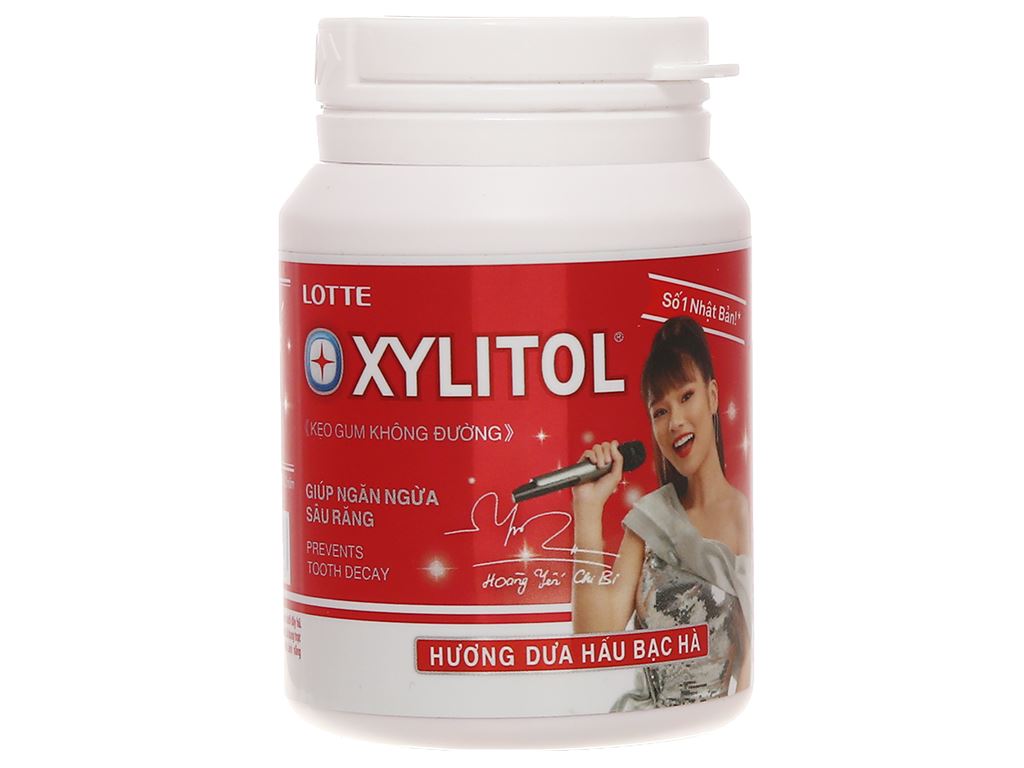 LOTTE
Số 1 Nhật Bản!*
XYLITOL®
《KẸO GUM KHÔNG ĐƯỜNG》
GIÚP NGĂN NGỪA
SÂU RĂNG
PREVENTS
TOOTH DECAY
Hoàng Yến Chi Bi
HƯƠNG DƯA HẤU BẠC HÀ